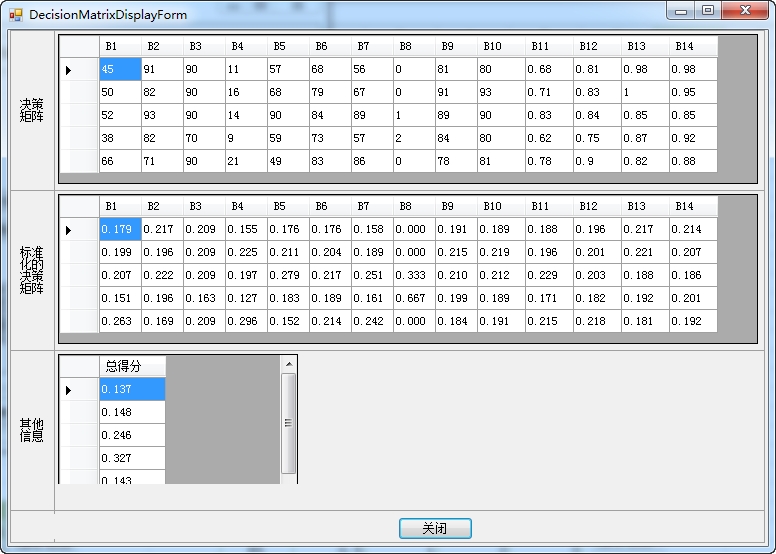 DecisionMatrixDisplayForm
决策
矩阵
B1 B2 B3 B4 B5 B6 B7 B8 B9 B10 B11 B12 B13 B14
45 91 90 11 57 68 56 0 81 80 0.68 0.81 0.98 0.98
50 82 90 16 68 79 67 0 91 93 0.71 0.83 1 0.95
52 93 90 14 90 84 89 1 89 90 0.83 0.84 0.85 0.85
38 82 70 9 59 73 57 2 84 80 0.62 0.75 0.87 0.92
66 71 90 21 49 83 86 0 78 81 0.78 0.9 0.82 0.88
标准
化的
决策
矩阵
B1 B2 B3 B4 B5 B6 B7 B8 B9 B10 B11 B12 B13 B14
0.179 0.217 0.209 0.155 0.176 0.176 0.158 0.000 0.191 0.189 0.188 0.196 0.217 0.214
0.199 0.196 0.209 0.225 0.211 0.204 0.189 0.000 0.215 0.219 0.196 0.201 0.221 0.207
0.207 0.222 0.209 0.197 0.279 0.217 0.251 0.333 0.210 0.212 0.229 0.203 0.188 0.186
0.151 0.196 0.163 0.127 0.183 0.189 0.161 0.667 0.199 0.189 0.171 0.182 0.192 0.201
0.263 0.169 0.209 0.296 0.152 0.214 0.242 0.000 0.184 0.191 0.215 0.218 0.181 0.192
其他
信息
总得分
0.137
0.148
0.246
0.327
0.143
关闭